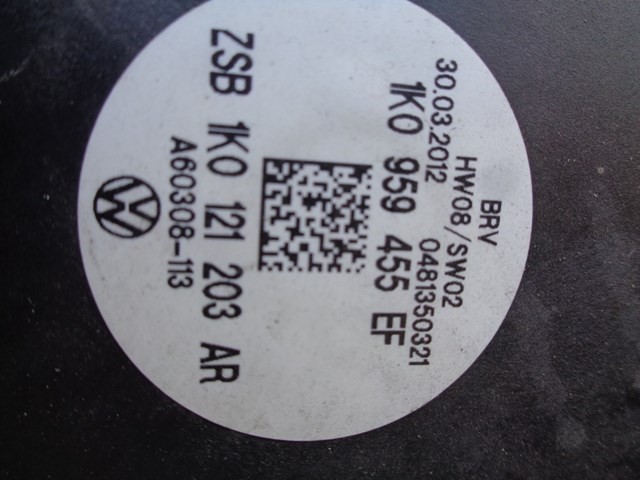 BRV
HW08/SW02
30.03.2012 0481350321
1K0 959 455 EF
ZSB 1K0 121 203 AR
A60308-113